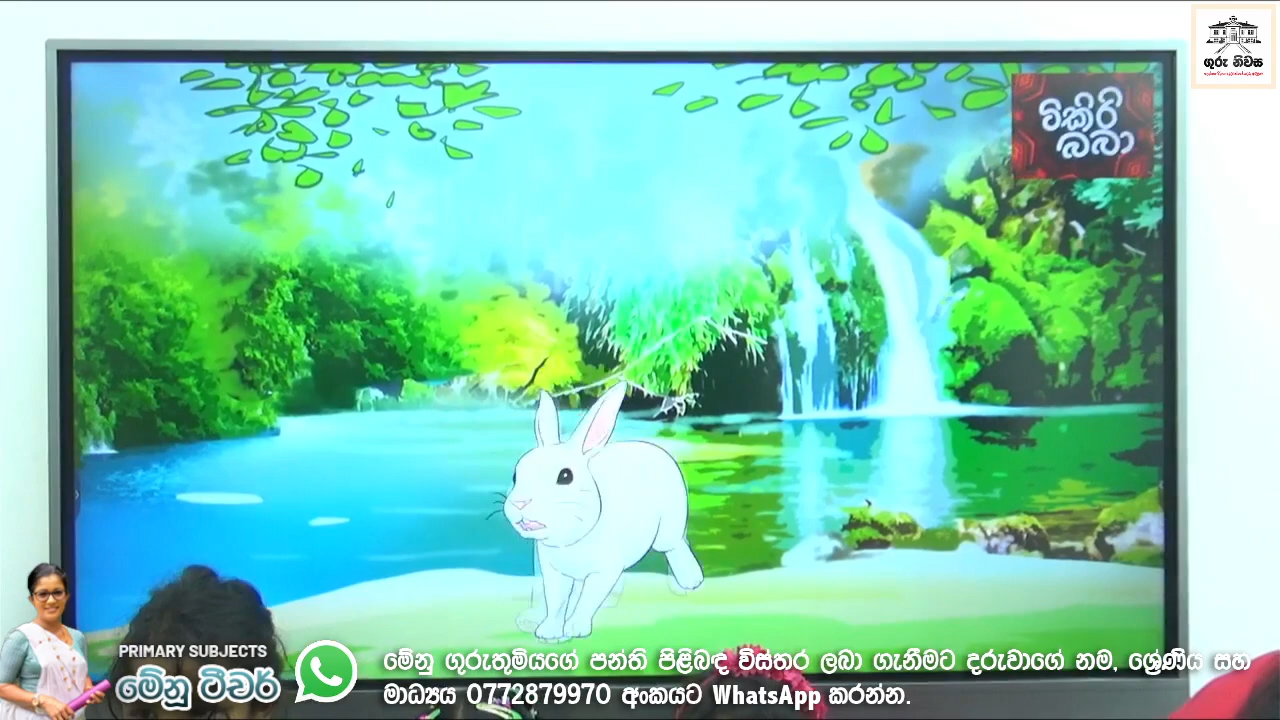 ගුරු නිවස
ටිකිරි
බබා
PRIMARY SUBJECTS
මේනූ ටීචර්
මේනු ගුරුතුමියගේ පන්ති පිළිබඳ විස්තර ලබා ගැනීමට දරුවාගේ නම, ශ්‍රේණිය සහ
මාධ්‍යය 0772879970 අංකයට WhatsApp කරන්න.